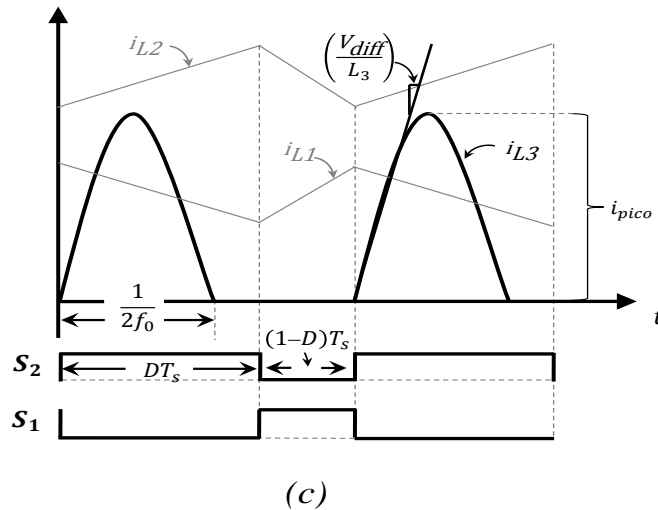 i_{L2}
(V_{diff}/L_3)
i_{L1}
i_{L3}
i_{pico}
1/2f_0
t
(1–D)T_s
S_2
DT_s
S_1
(c)